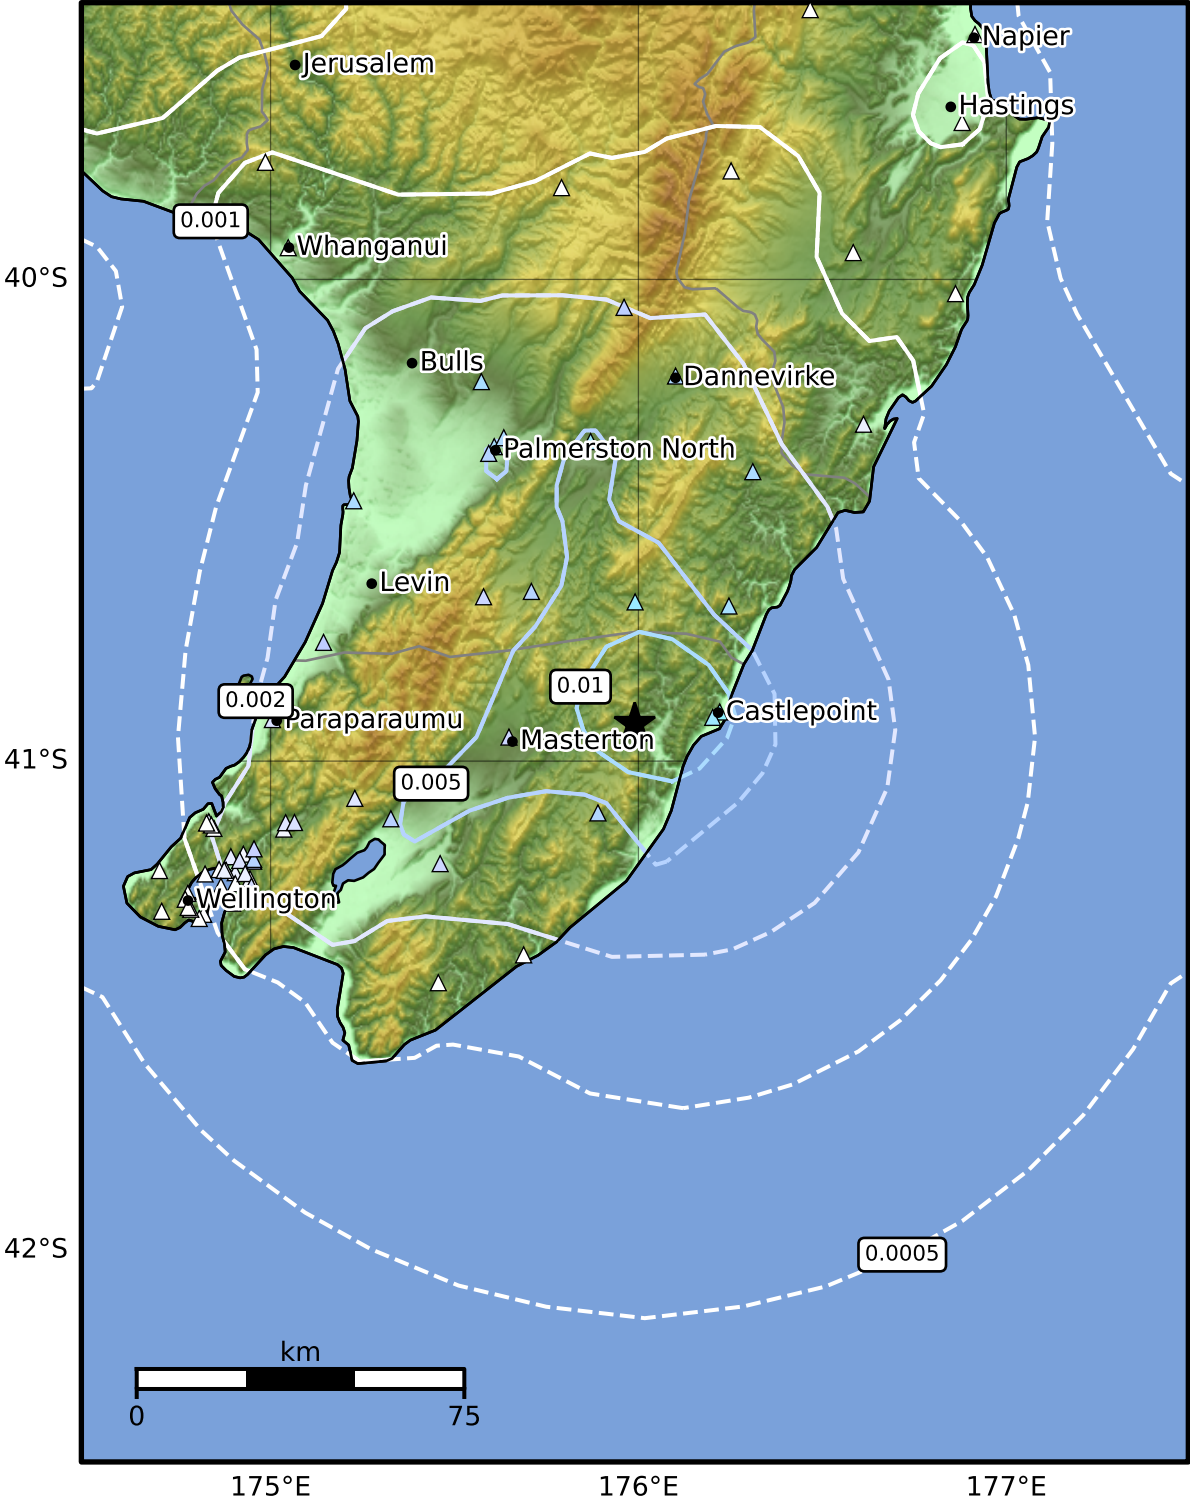 Napier
Jerusalem
Hastings
0.001
Whanganui
40°S
Bulls
Dannevirke
Palmerston North
Levin
0.01
0.002
Castlepoint
Paraparaumu
Masterton
41°S
0.005
Wellington
42°S
0.0005
km
0 75
175°E 176°E 177°E